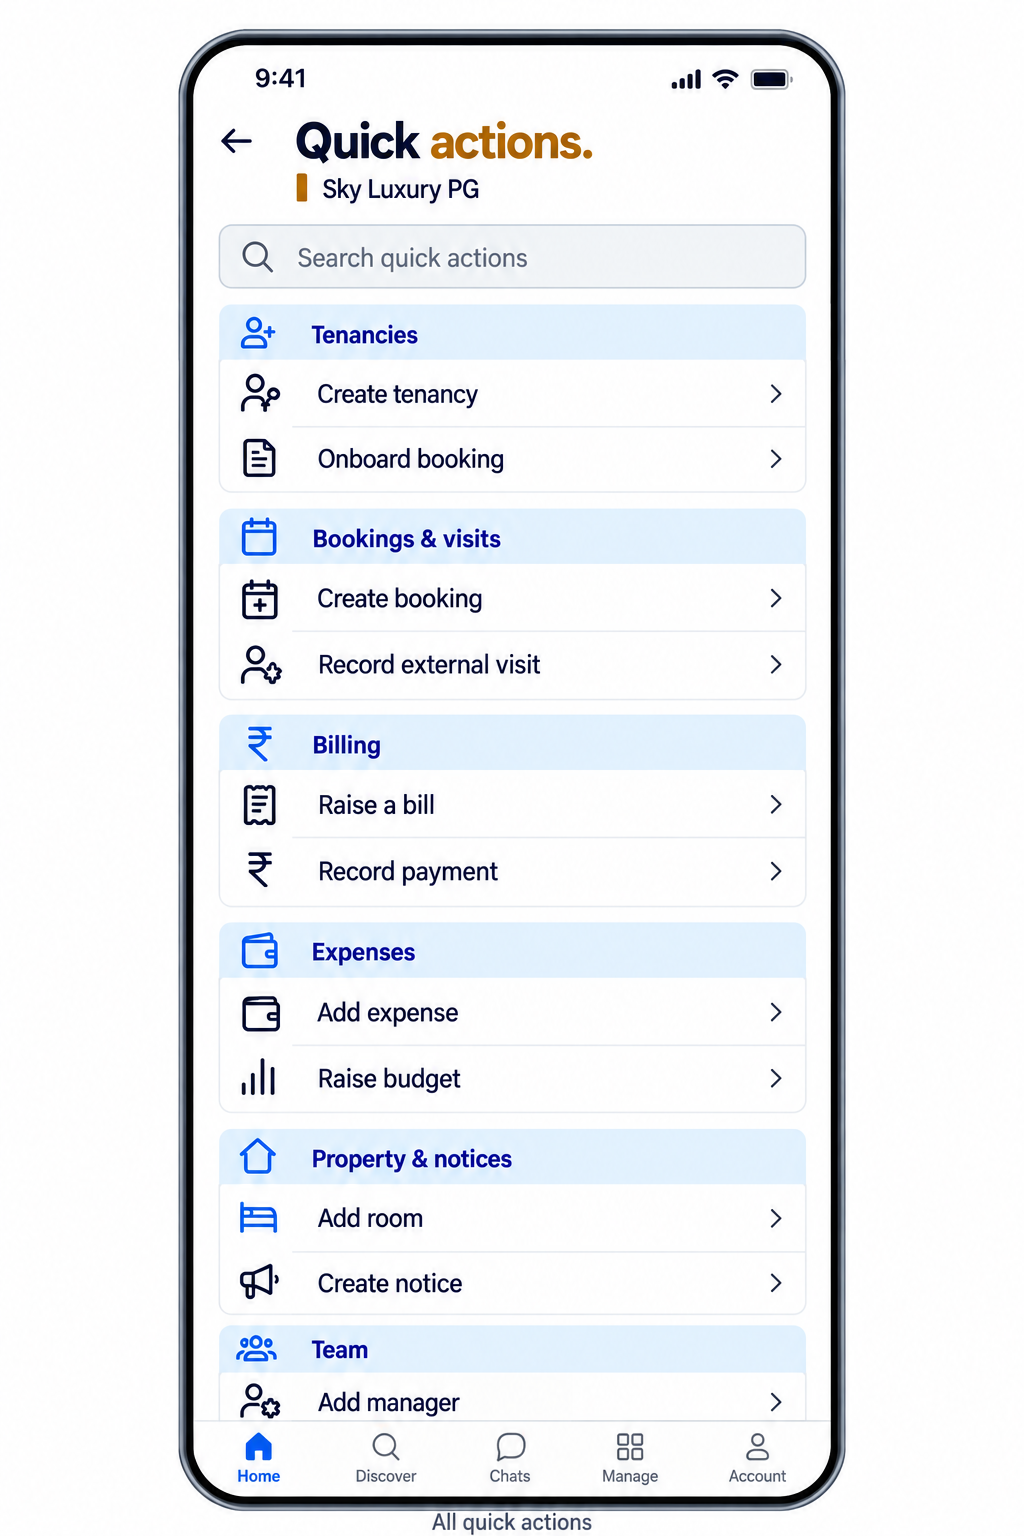 9:41
Quick actions.
Sky Luxury PG
Search quick actions
Tenancies
Create tenancy
Onboard booking
Bookings & visits
Create booking
Record external visit
₹ Billing
Raise a bill
₹ Record payment
Expenses
Add expense
Raise budget
Property & notices
Add room
Create notice
Team
Add manager
Home Discover Chats Manage Account
All quick actions